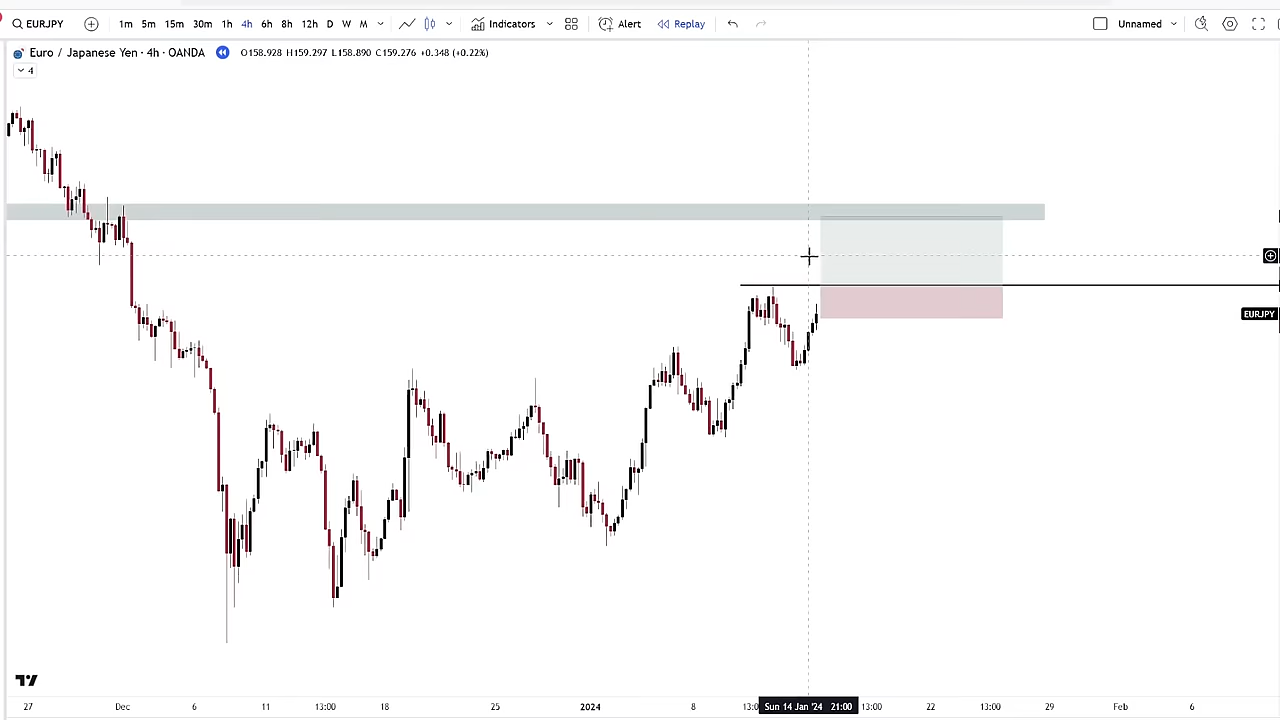 EURJPY 1m 5m 15m 30m 1h 4h 6h 8h 12h D W M Indicators Alert Replay Unnamed
Euro / Japanese Yen · 4h · OANDA O158.928 H159.297 L158.890 C159.276 +0.348 (+0.22%)
4
EURJPY
27 Dec 6 11 13:00 18 25 2024 8 13:0 Sun 14 Jan '24 21:00 13:00 22 13:00 29 Feb 6